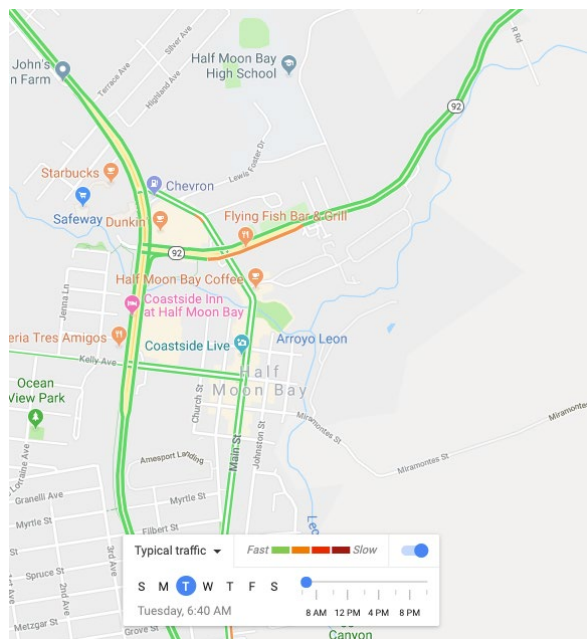 John's
n Farm
Terrace Ave
Silver Ave
Highland Ave
Half Moon Bay
High School
R Rd
92
Starbucks
Chevron
Lewis Foster Dr
Safeway
Dunkin'
Flying Fish Bar & Grill
92
Half Moon Bay Coffee
Jenna Ln
Coastside Inn
at Half Moon Bay
eria Tres Amigos
Coastside Live
Arroyo Leon
Kelly Ave
Half
Moon Bay
Ocean
View Park
Church St
Main St
Johnston St
Miramontes St
Miramontes St
Lorraine Ave
Amesport Landing
Granelli Ave
Myrtle St
Myrtle St
Filbert St
3rd Ave
2nd Ave
Spruce St
Grove St
Metzgar St
Canyon
Typical traffic
Fast
Slow
S M T W T F S
Tuesday, 6:40 AM
8 AM 12 PM 4 PM 8 PM